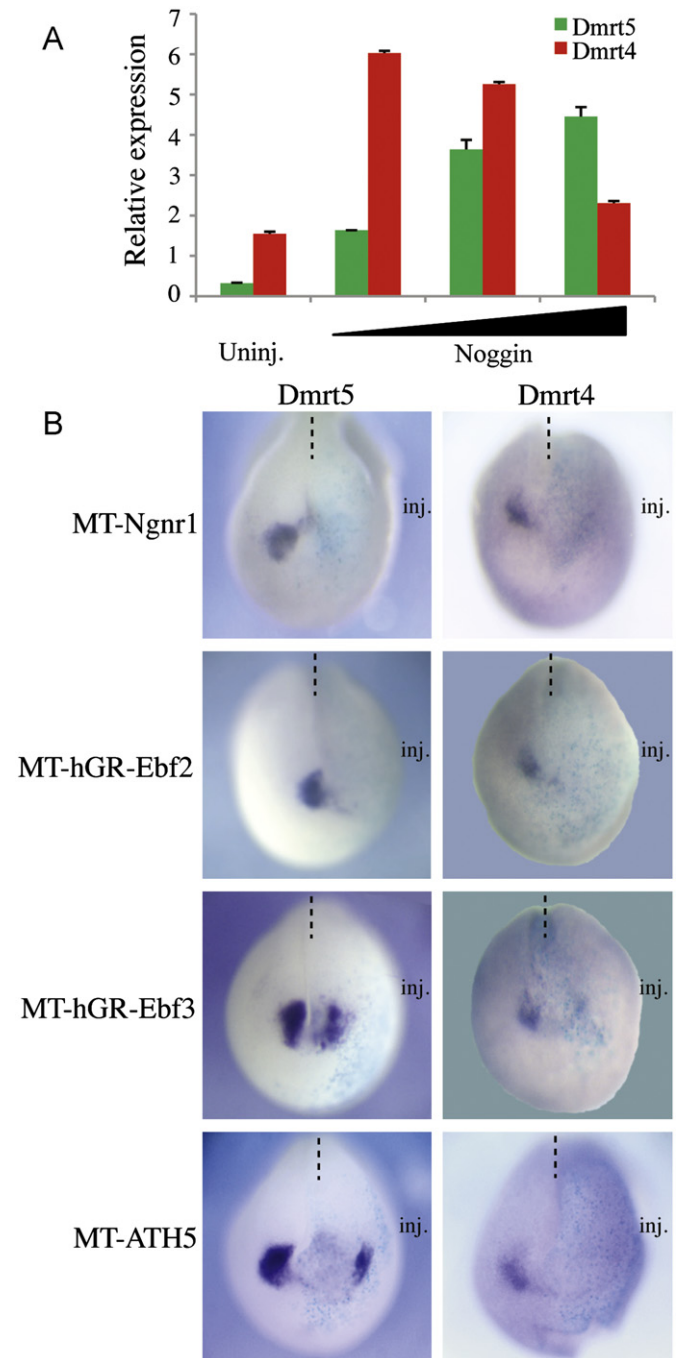 A
Relative expression
7
6
5
4
3
2
1
0
Dmrt5
Dmrt4
Uninj.
Noggin
B
Dmrt5
Dmrt4
MT-Ngnr1
inj.
inj.
MT-hGR-Ebf2
inj.
inj.
MT-hGR-Ebf3
inj.
inj.
MT-ATH5
inj.
inj.